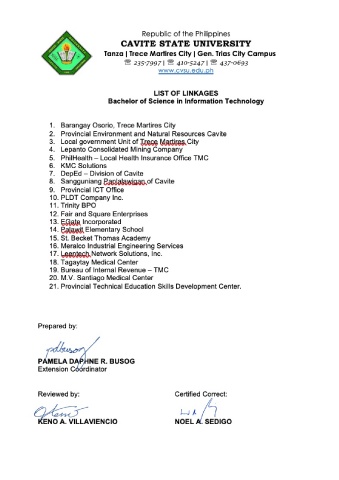 Republic of the Philippines
CAVITE STATE UNIVERSITY
Tanza | Trece Martires City | Gen. Trias City Campus
☏ 235-7997 | ☏ 410-5247 | ☏ 437-0693
www.cvsu.edu.ph
LIST OF LINKAGES
Bachelor of Science in Information Technology
1. Barangay Osorio, Trece Martires City
2. Provincial Environment and Natural Resources Cavite
3. Local government Unit of Trece Martires City
4. Lepanto Consolidated Mining Company
5. PhilHealth – Local Health Insurance Office TMC
6. KMC Solutions
7. DepEd – Division of Cavite
8. Sangguniang Panlalawigan of Cavite
9. Provincial ICT Office
10. PLDT Company Inc.
11. Trinity BPO
12. Fair and Square Enterprises
13. EGate Incorporated
14. Palawit Elementary School
15. St. Becket Thomas Academy
16. Meralco Industrial Engineering Services
17. Leentech Network Solutions, Inc.
18. Tagaytay Medical Center
19. Bureau of Internal Revenue – TMC
20. M.V. Santiago Medical Center
21. Provincial Technical Education Skills Development Center.
Prepared by:
PAMELA DAPHNE R. BUSOG
Extension Coordinator
Reviewed by: Certified Correct:
KENO A. VILLAVIENCIO NOEL A. SEDIGO